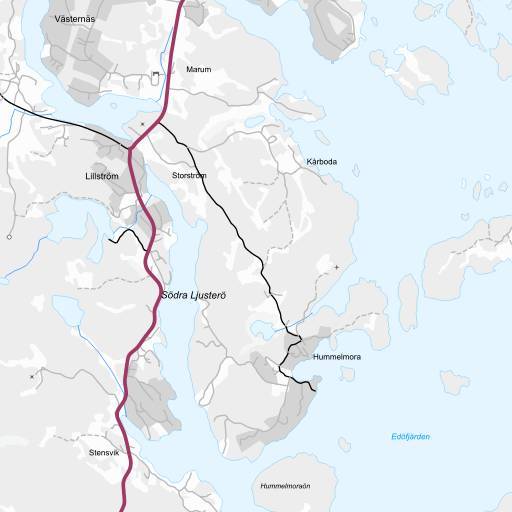 Västernäs
Marum
Kårboda
Lillström
Storström
Södra Ljusterö
Hummelmora
Edöfjärden
Stensvik
Hummelmoraön